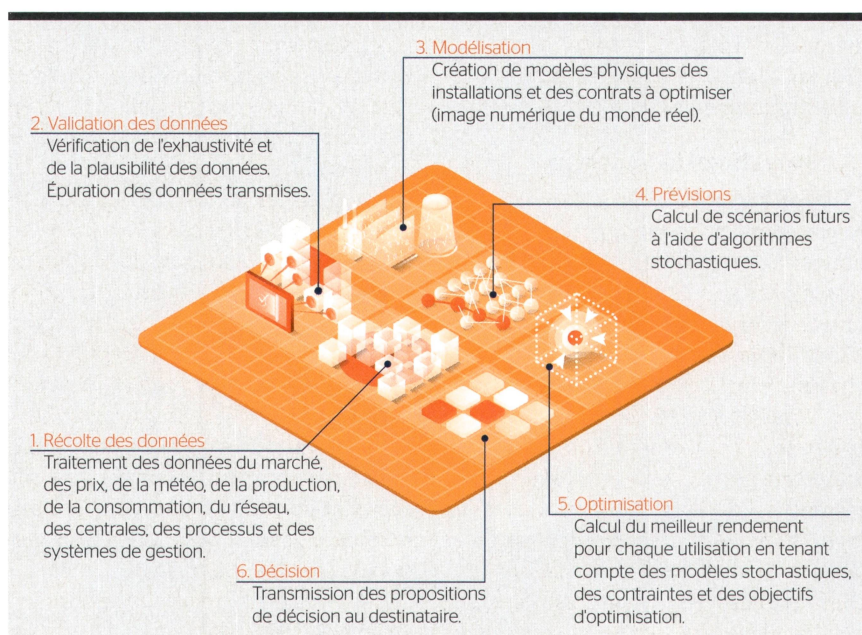 3. Modélisation
Création de modèles physiques des
installations et des contrats à optimiser
(image numérique du monde réel).
2. Validation des données
Vérification de l'exhaustivité et
de la plausibilité des données.
Épuration des données transmises.
4. Prévisions
Calcul de scénarios futurs
à l'aide d'algorithmes
stochastiques.
1. Récolte des données
Traitement des données du marché,
des prix, de la météo, de la production,
de la consommation, du réseau,
des centrales, des processus et des
systèmes de gestion.
5. Optimisation
Calcul du meilleur rendement
pour chaque utilisation en tenant
compte des modèles stochastiques,
des contraintes et des objectifs
d'optimisation.
6. Décision
Transmission des propositions
de décision au destinataire.